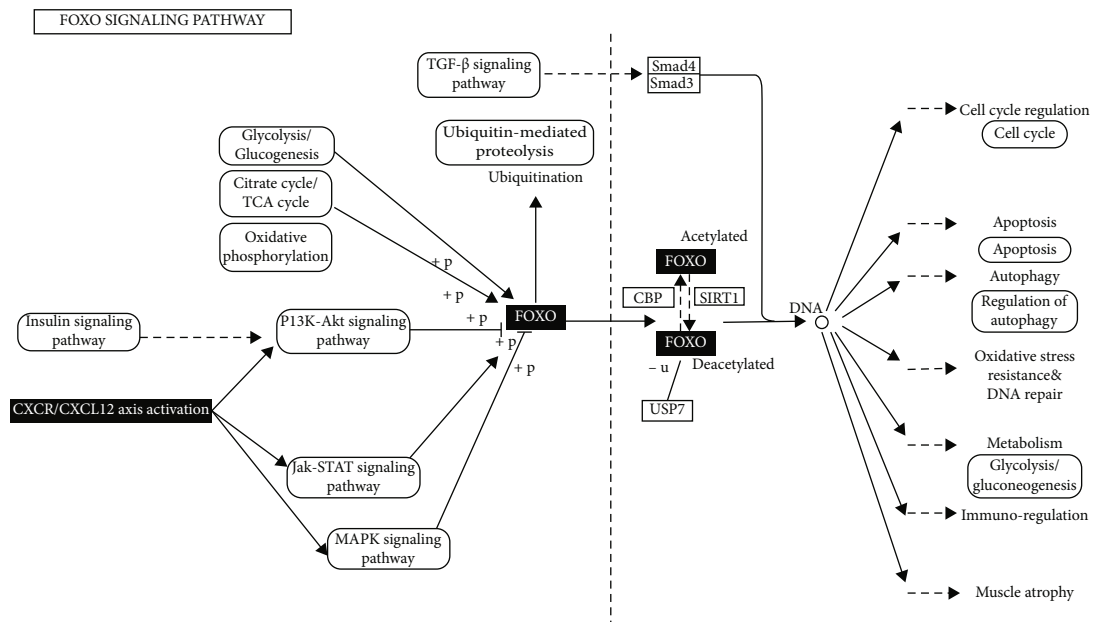 FOXO SIGNALING PATHWAY
TGF-β signaling
pathway
Smad4
Smad3
Ubiquitin-mediated
proteolysis
Ubiquitination
Glycolysis/
Glucogenesis
Citrate cycle/
TCA cycle
Oxidative
phosphorylation
+ p
+ p
+ p
+ p
+ p
Insulin signaling
pathway
P13K-Akt signaling
pathway
FOXO
CXCR/CXCL12 axis activation
Jak-STAT signaling
pathway
MAPK signaling
pathway
Acetylated
FOXO
CBP
SIRT1
FOXO
Deacetylated
– u
USP7
DNA
Cell cycle regulation
Cell cycle
Apoptosis
Apoptosis
Autophagy
Regulation of
autophagy
Oxidative stress
resistance&
DNA repair
Metabolism
Glycolysis/
gluconeogenesis
Immuno-regulation
Muscle atrophy